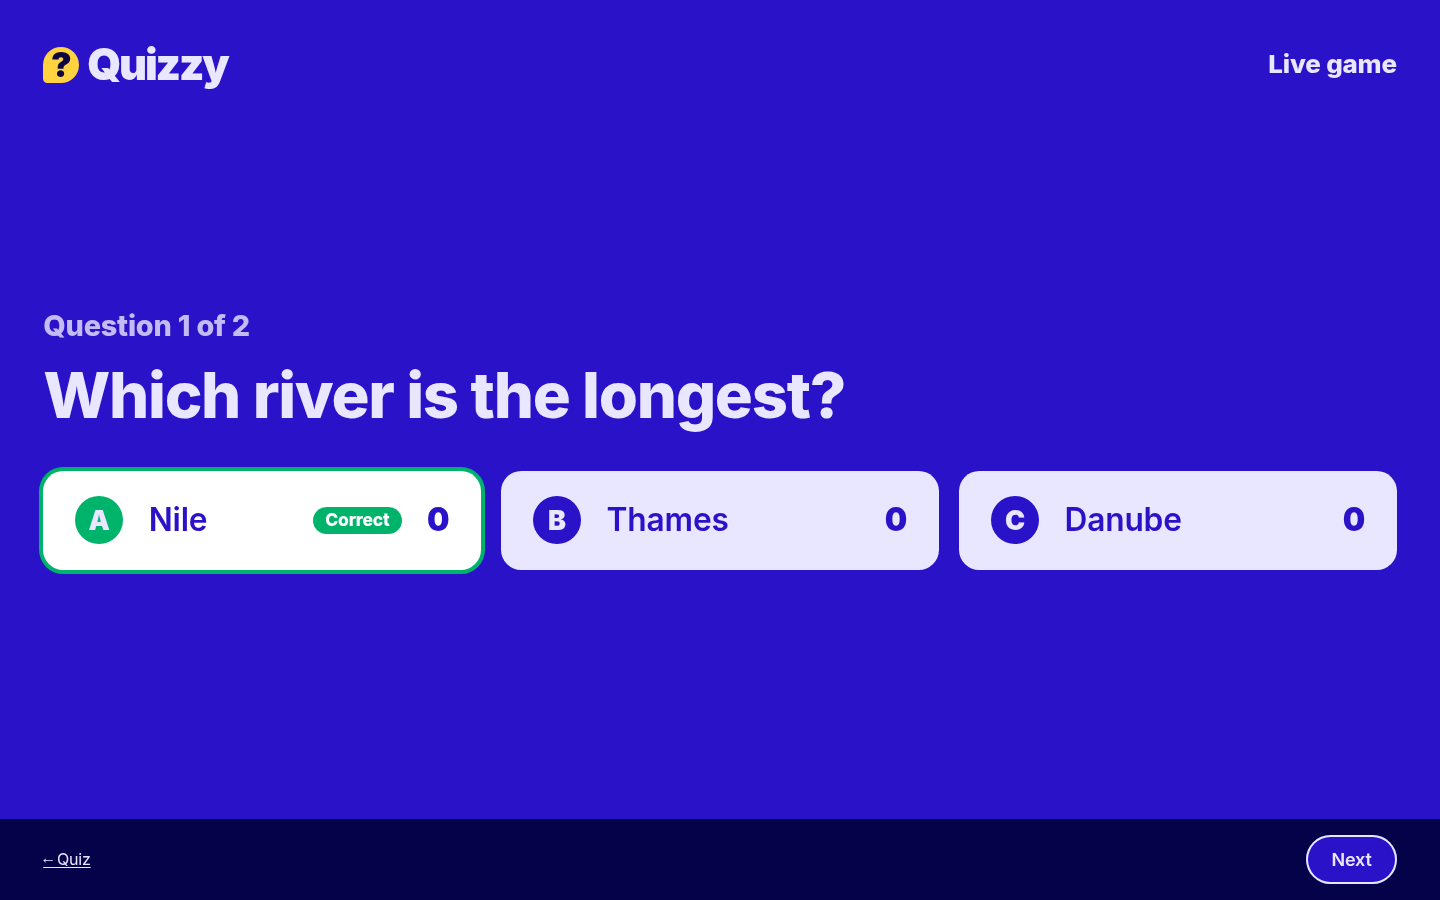 ? Quizzy
Live game
Question 1 of 2
Which river is the longest?
A Nile Correct 0
B Thames 0
C Danube 0
← Quiz
Next